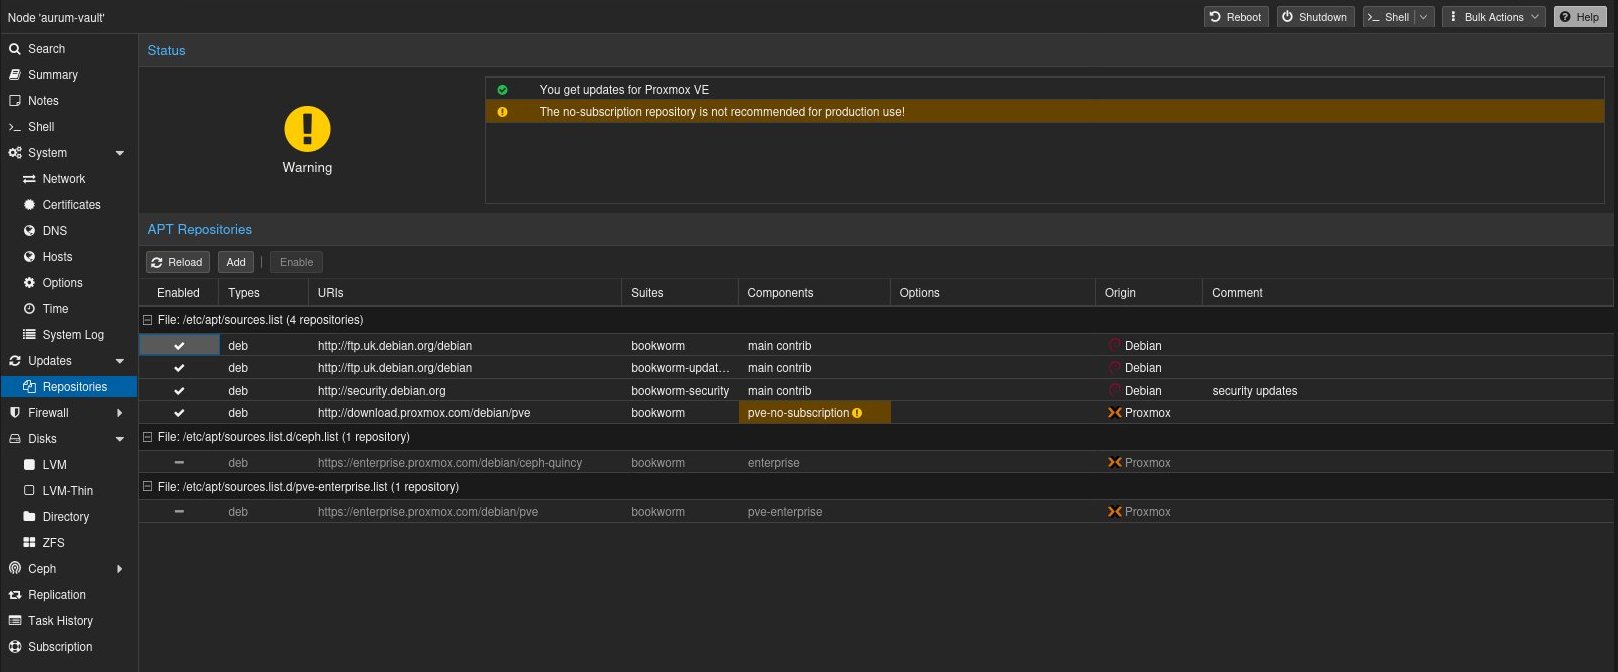 Node 'aurum-vault'
Reboot
Shutdown
Shell
Bulk Actions
Help
Search
Summary
Notes
Shell
System
Network
Certificates
DNS
Hosts
Options
Time
System Log
Updates
Repositories
Firewall
Disks
LVM
LVM-Thin
Directory
ZFS
Ceph
Replication
Task History
Subscription
Status
Warning
You get updates for Proxmox VE
The no-subscription repository is not recommended for production use!
APT Repositories
Reload Add Enable
Enabled Types URIs Suites Components Options Origin Comment
File: /etc/apt/sources.list (4 repositories)
deb http://ftp.uk.debian.org/debian bookworm main contrib Debian
deb http://ftp.uk.debian.org/debian bookworm-updat... main contrib Debian
deb http://security.debian.org bookworm-security main contrib Debian security updates
deb http://download.proxmox.com/debian/pve bookworm pve-no-subscription Proxmox
File: /etc/apt/sources.list.d/ceph.list (1 repository)
deb https://enterprise.proxmox.com/debian/ceph-quincy bookworm enterprise Proxmox
File: /etc/apt/sources.list.d/pve-enterprise.list (1 repository)
deb https://enterprise.proxmox.com/debian/pve bookworm pve-enterprise Proxmox